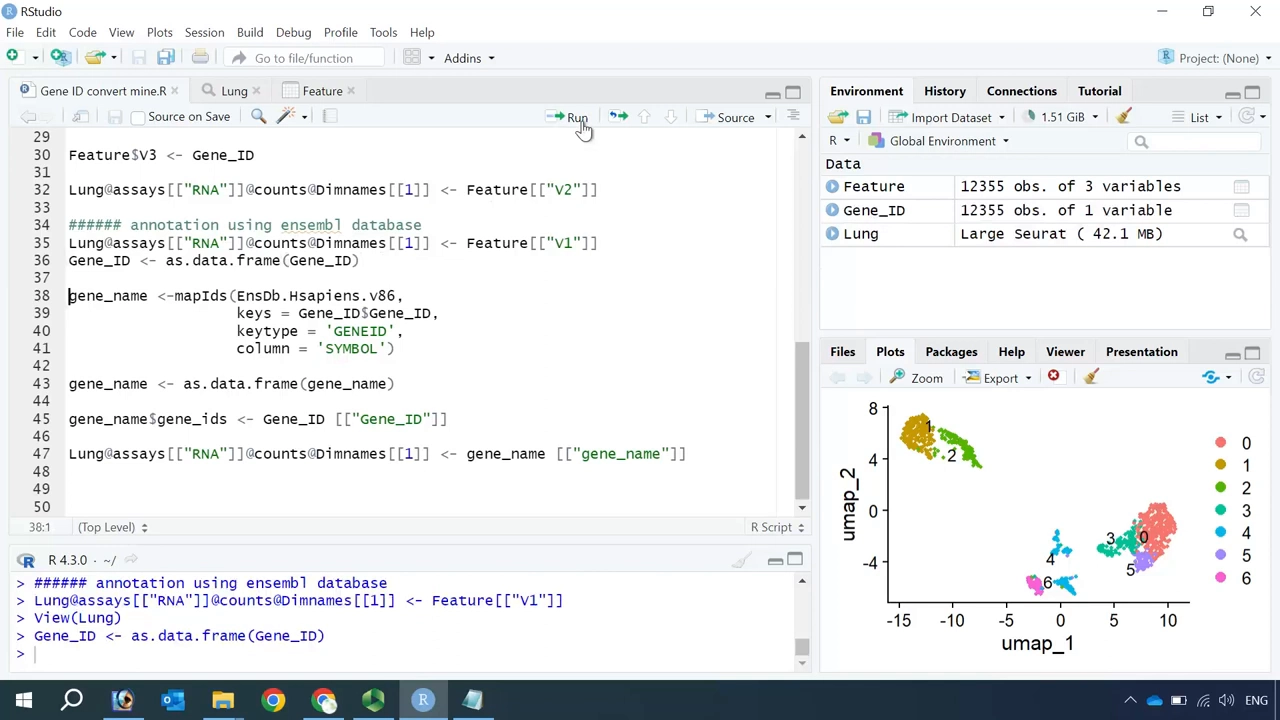 RStudio
File Edit Code View Plots Session Build Debug Profile Tools Help
Go to file/function Addins Project: (None)
Gene ID convert mine.R Lung Feature
Source on Save Run Source
29
30 Feature$V3 <- Gene_ID
31
32 Lung@assays[["RNA"]]@counts@Dimnames[[1]] <- Feature[["V2"]]
33
34 ###### annotation using ensembl database
35 Lung@assays[["RNA"]]@counts@Dimnames[[1]] <- Feature[["V1"]]
36 Gene_ID <- as.data.frame(Gene_ID)
37
38 gene_name <-mapIds(EnsDb.Hsapiens.v86,
39 keys = Gene_ID$Gene_ID,
40 keytype = 'GENEID',
41 column = 'SYMBOL')
42
43 gene_name <- as.data.frame(gene_name)
44
45 gene_name$gene_ids <- Gene_ID [["Gene_ID"]]
46
47 Lung@assays[["RNA"]]@counts@Dimnames[[1]] <- gene_name [["gene_name"]]
48
49
50
38:1 (Top Level) R Script
R 4.3.0 · ~/
> ###### annotation using ensembl database
> Lung@assays[["RNA"]]@counts@Dimnames[[1]] <- Feature[["V1"]]
> View(Lung)
> Gene_ID <- as.data.frame(Gene_ID)
>
Environment History Connections Tutorial
Import Dataset 1.51 GiB List
R Global Environment
Data
Feature 12355 obs. of 3 variables
Gene_ID 12355 obs. of 1 variable
Lung Large Seurat ( 42.1 MB)
Files Plots Packages Help Viewer Presentation
Zoom Export
8
4
0
-4
umap_2
1
2
3
0
4
5
6
-15 -10 -5 0 5 10
umap_1
0
1
2
3
4
5
6
ENG